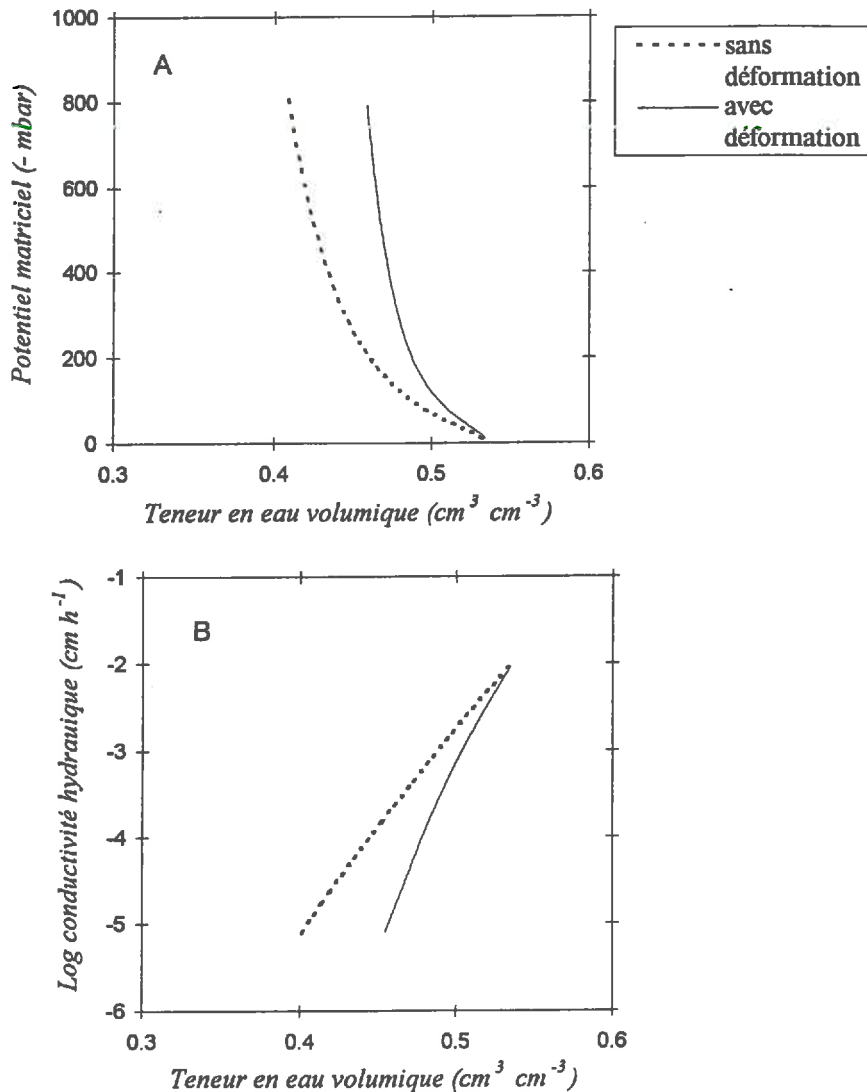 1000
800
600
400
200
0
A
sans
déformation
avec
déformation
Potentiel matriciel (- mbar)
0.3 0.4 0.5 0.6
Teneur en eau volumique (cm³ cm⁻³)
-1
-2
-3
-4
-5
-6
B
Log conductivité hydrauique (cm h⁻¹)
0.3 0.4 0.5 0.6
Teneur en eau volumique (cm³ cm⁻³)